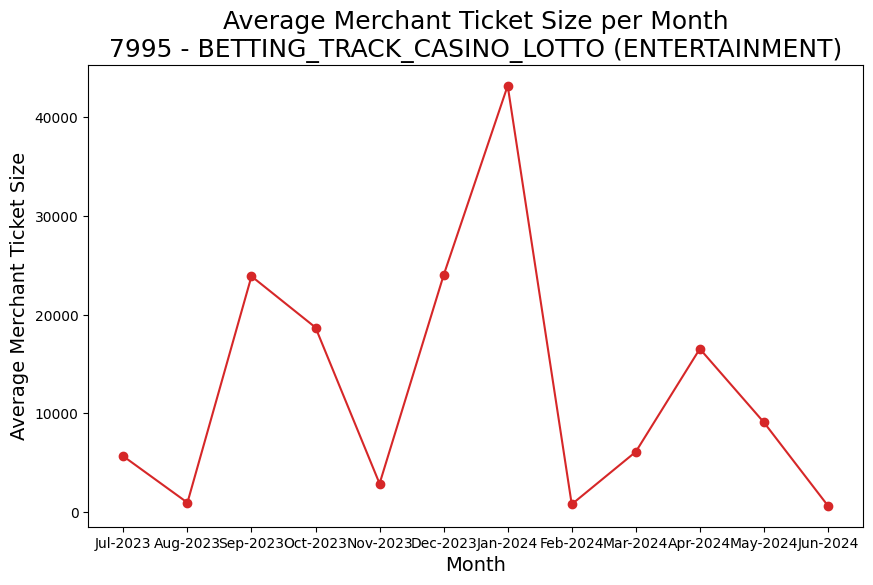 Average Merchant Ticket Size per Month
7995 - BETTING_TRACK_CASINO_LOTTO (ENTERTAINMENT)
Average Merchant Ticket Size
40000
30000
20000
10000
0
Jul-2023 Aug-2023 Sep-2023 Oct-2023 Nov-2023 Dec-2023 Jan-2024 Feb-2024 Mar-2024 Apr-2024 May-2024 Jun-2024
Month